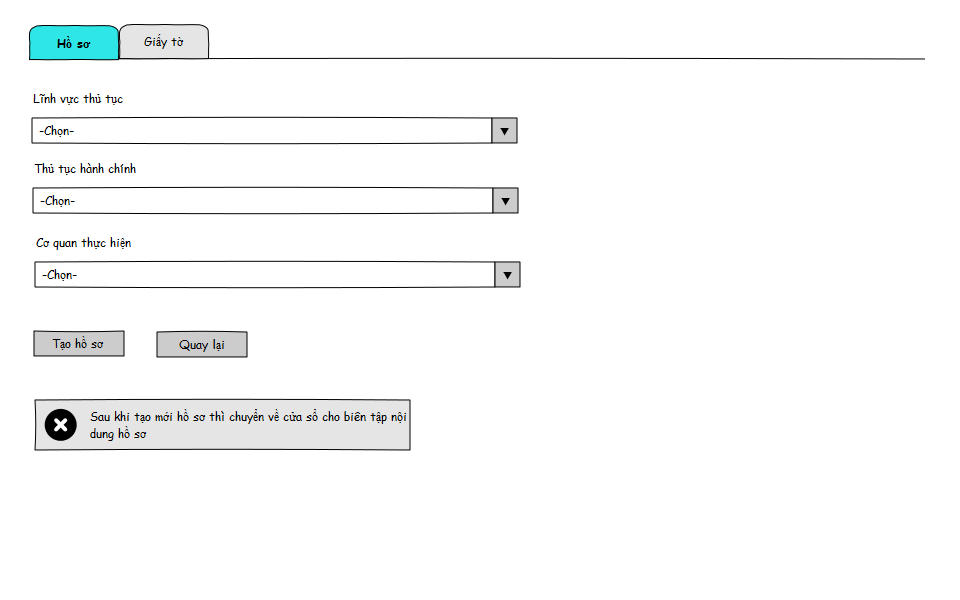 Hồ sơ
Giấy tờ
Lĩnh vực thủ tục
-Chọn-
Thủ tục hành chính
-Chọn-
Cơ quan thực hiện
-Chọn-
Tạo hồ sơ
Quay lại
Sau khi tạo mới hồ sơ thì chuyển về cửa sổ cho biên tập nội
dung hồ sơ